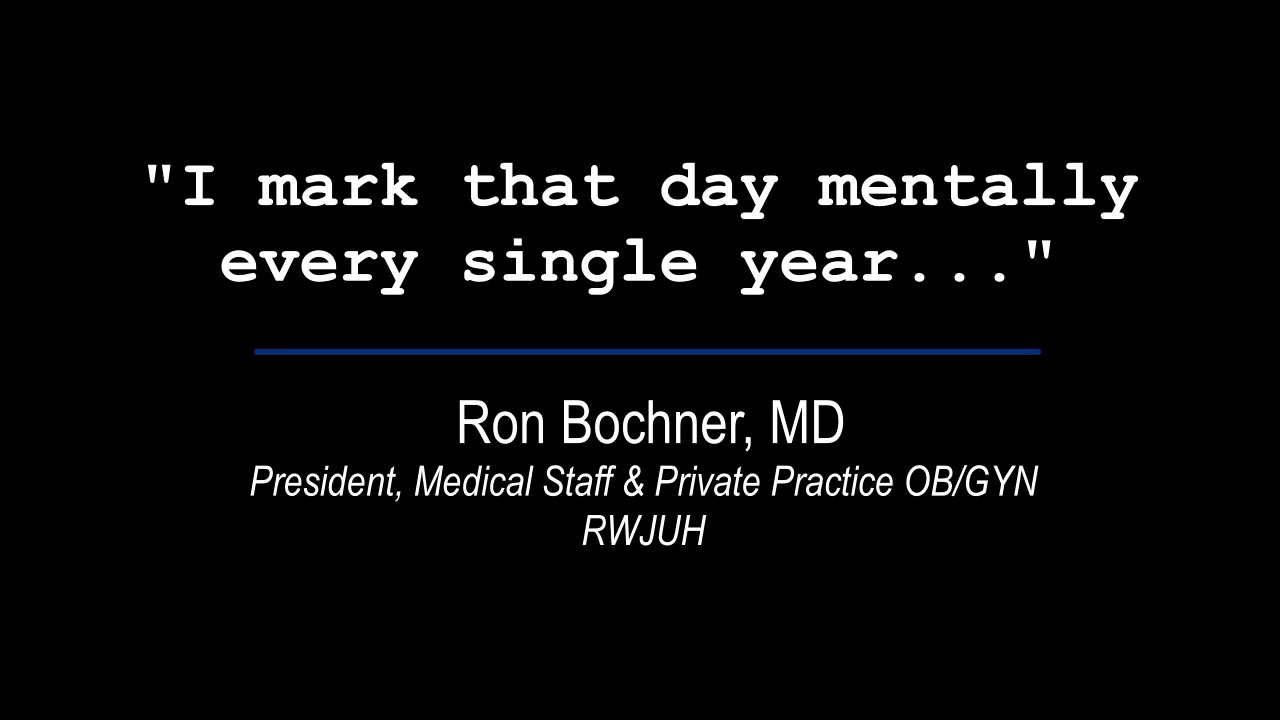 "I mark that day mentally
every single year..."
Ron Bochner, MD
President, Medical Staff & Private Practice OB/GYN
RWJUH